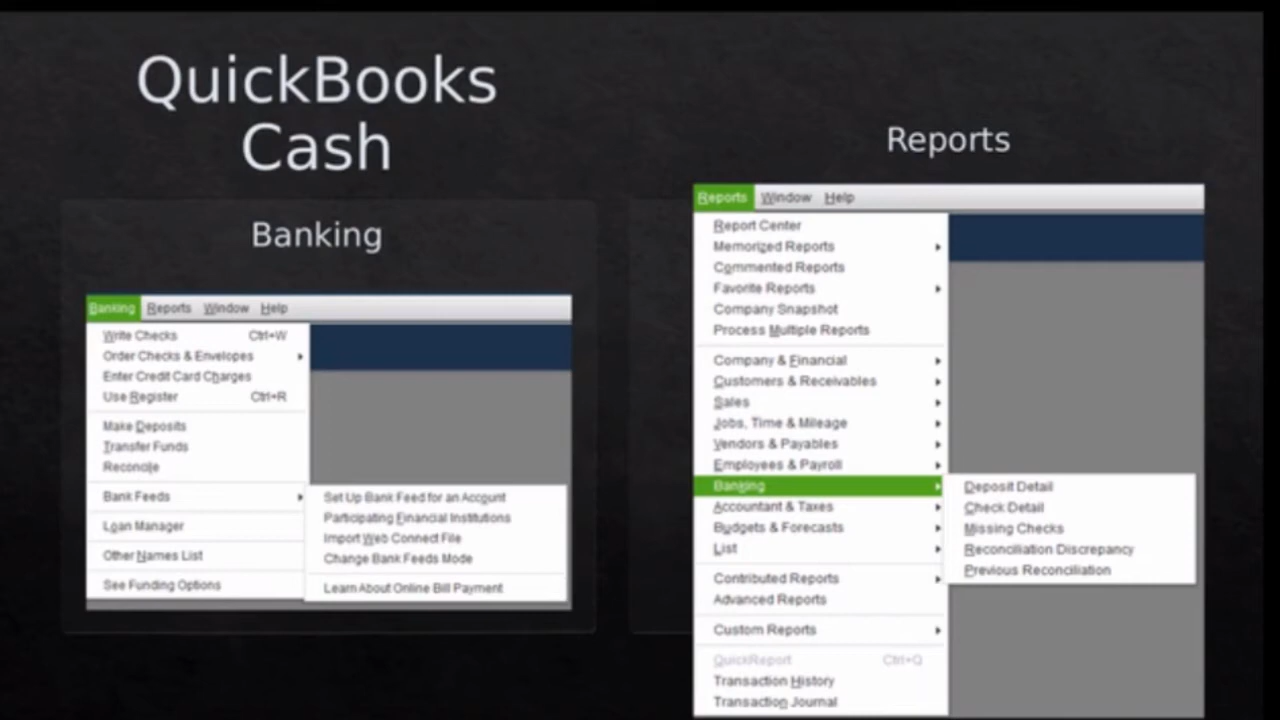 QuickBooks
Cash
Banking
Banking Reports Window Help
Write Checks Ctrl+W
Order Checks & Envelopes
Enter Credit Card Charges
Use Register Ctrl+R
Make Deposits
Transfer Funds
Reconcile
Bank Feeds
Loan Manager
Other Names List
See Funding Options
Set Up Bank Feed for an Account
Participating Financial Institutions
Import Web Connect File
Change Bank Feeds Mode
Learn About Online Bill Payment
Reports
Reports Window Help
Report Center
Memorized Reports
Commented Reports
Favorite Reports
Company Snapshot
Process Multiple Reports
Company & Financial
Customers & Receivables
Sales
Jobs, Time & Mileage
Vendors & Payables
Employees & Payroll
Banking
Accountant & Taxes
Budgets & Forecasts
List
Contributed Reports
Advanced Reports
Custom Reports
QuickReport Ctrl+Q
Transaction History
Transaction Journal
Deposit Detail
Check Detail
Missing Checks
Reconciliation Discrepancy
Previous Reconciliation